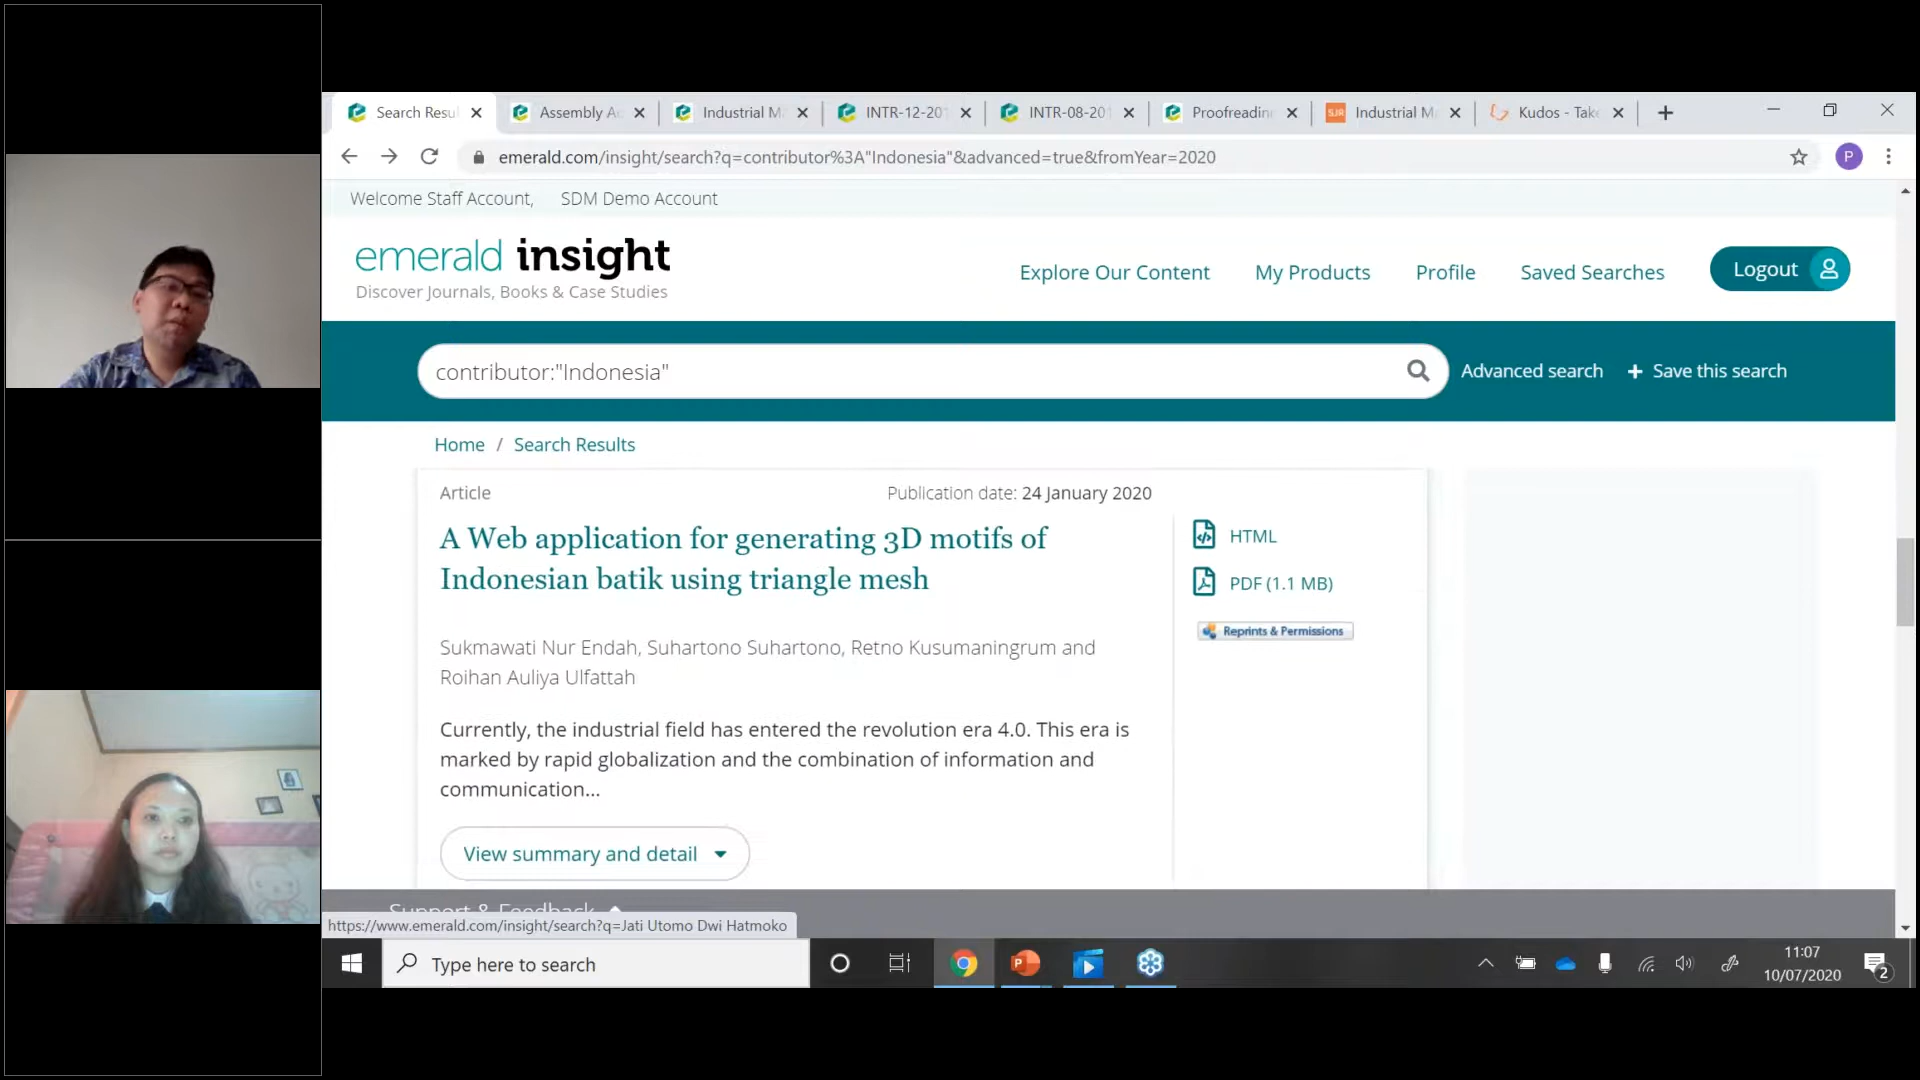 Search Resu
Assembly A
Industrial M
INTR-12-201
INTR-08-201
Proofreadin
SJR
Industrial M
Kudos - Take
emerald.com/insight/search?q=contributor%3A"Indonesia"&advanced=true&fromYear=2020
P
Welcome Staff Account, SDM Demo Account
emerald insight
Discover Journals, Books & Case Studies
Explore Our Content
My Products
Profile
Saved Searches
Logout
contributor:"Indonesia"
Advanced search
+ Save this search
Home / Search Results
Article
Publication date: 24 January 2020
A Web application for generating 3D motifs of
Indonesian batik using triangle mesh
HTML
PDF (1.1 MB)
Reprints & Permissions
Sukmawati Nur Endah, Suhartono Suhartono, Retno Kusumaningrum and
Roihan Auliya Ulfattah
Currently, the industrial field has entered the revolution era 4.0. This era is
marked by rapid globalization and the combination of information and
communication...
View summary and detail
Support & Feedback
https://www.emerald.com/insight/search?q=Jati Utomo Dwi Hatmoko
Type here to search
P
11:07
10/07/2020
2